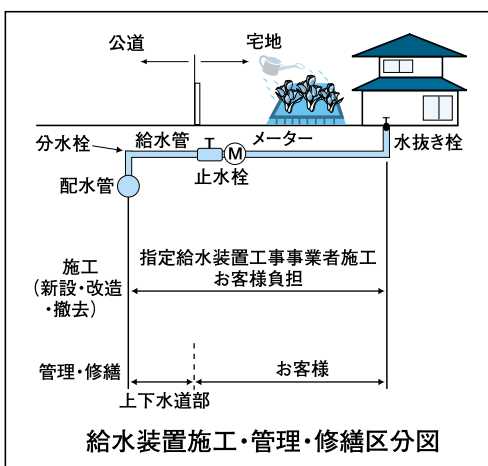 公道
宅地
分水栓
給水管
メーター
水抜き栓
M
止水栓
配水管
施工
(新設・改造
・撤去)
指定給水装置工事事業者施工
お客様負担
管理・修繕
お客様
上下水道部
給水装置施工・管理・修繕区分図